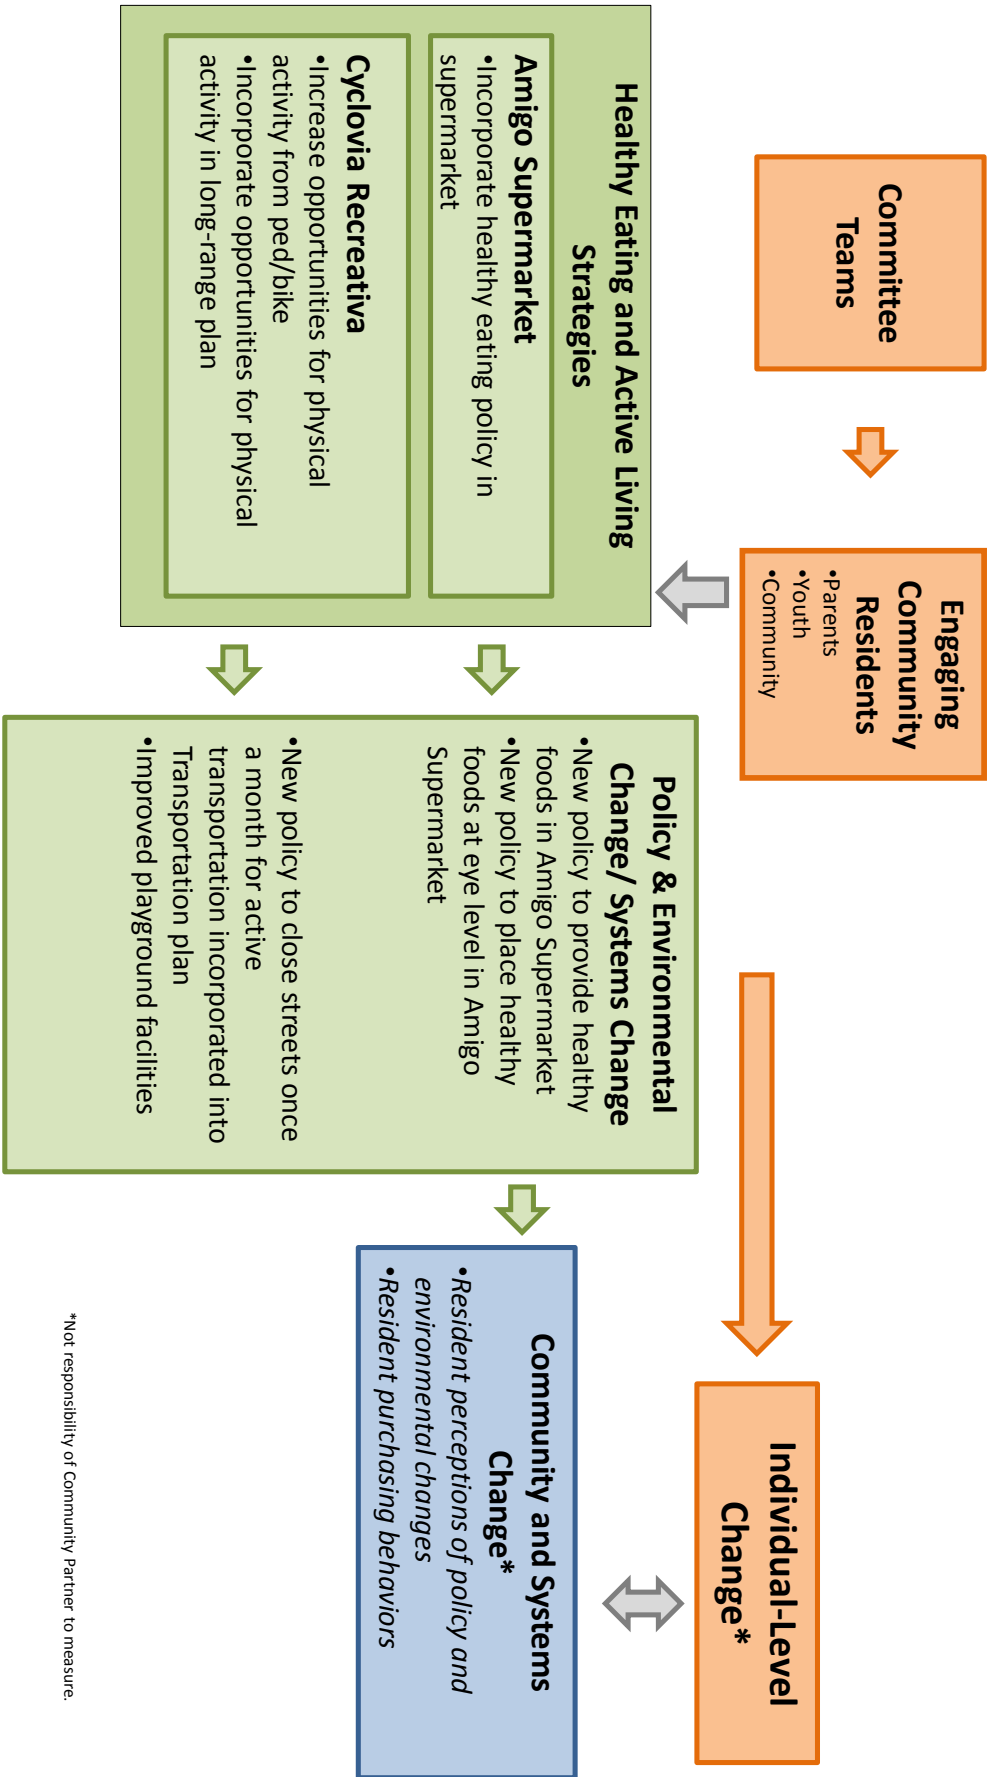 Committee
Teams
Engaging
Community
Residents
•Parents
•Youth
•Community
Individual-Level
Change*
Healthy Eating and Active Living
Strategies
Amigo Supermarket
•Incorporate healthy eating policy in
supermarket
Cyclovia Recreativa
•Increase opportunities for physical
activity from ped/bike
•Incorporate opportunities for physical
activity in long-range plan
Policy & Environmental
Change/ Systems Change
•New policy to provide healthy
foods in Amigo Supermarket
•New policy to place healthy
foods at eye level in Amigo
Supermarket
•New policy to close streets once
a month for active
transportation incorporated into
Transportation plan
•Improved playground facilities
Community and Systems
Change*
•Resident perceptions of policy and
environmental changes
•Resident purchasing behaviors
*Not responsibility of Community Partner to measure.